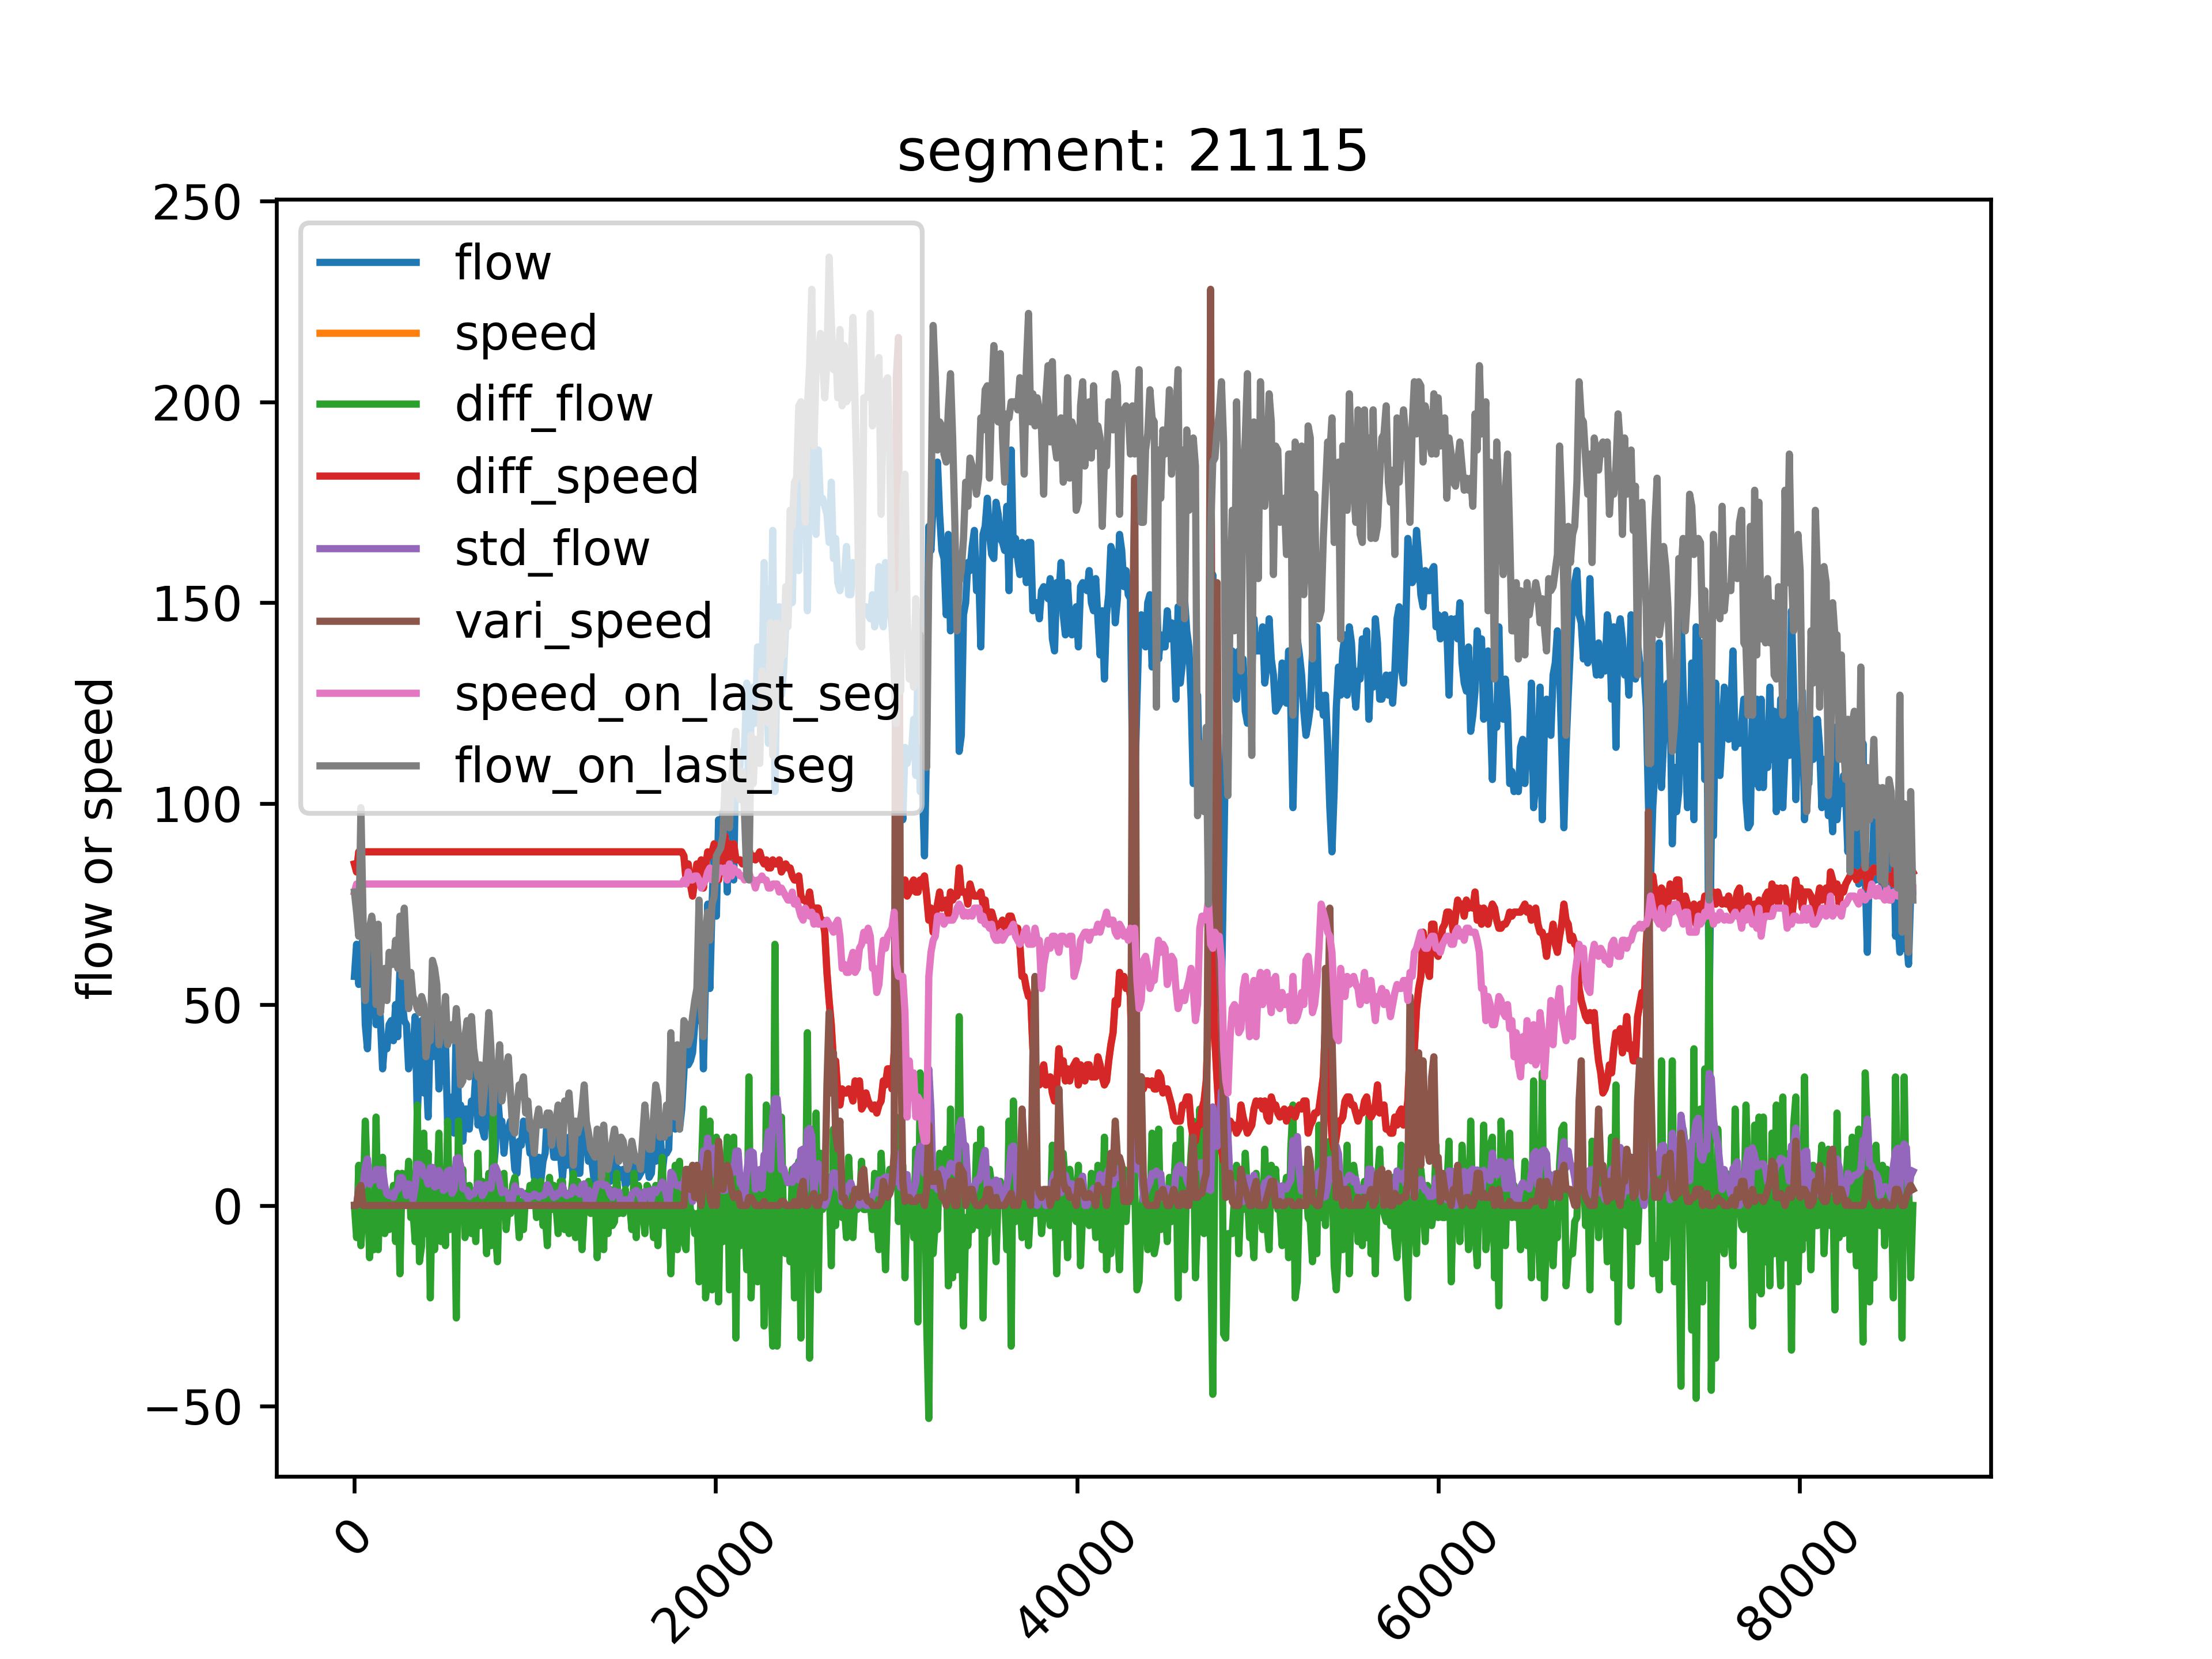 segment: 21115
250
200
150
100
50
0
−50
flow or speed
flow
speed
diff_flow
diff_speed
std_flow
vari_speed
speed_on_last_seg
flow_on_last_seg
0
20000
40000
60000
80000